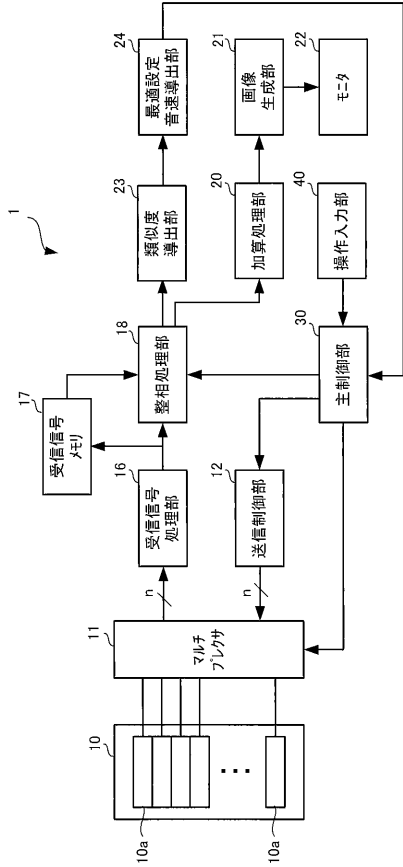 1
10
10a
10a
11
マルチ
プレクサ
n
n
16
受信信号
処理部
17
受信信号
メモリ
12
送信制御部
18
整相処理部
30
主制御部
23
類似度
導出部
20
加算処理部
40
操作入力部
24
最適設定
音速導出部
21
画像
生成部
22
モニタ